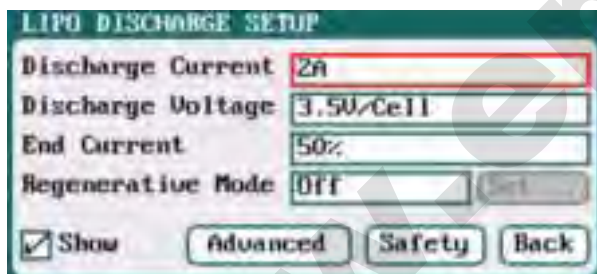 LIPO DISCHARGE SETUP
Discharge Current 2A
Discharge Voltage 3.5V/Cell
End Current 50%
Regenerative Mode Off Set
Show Advanced Safety Back